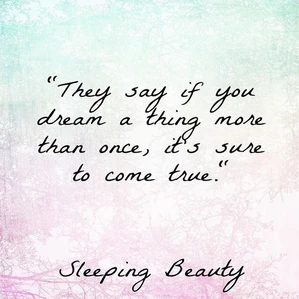 "They say if you
dream a thing more
than once, it's sure
to come true."
Sleeping Beauty